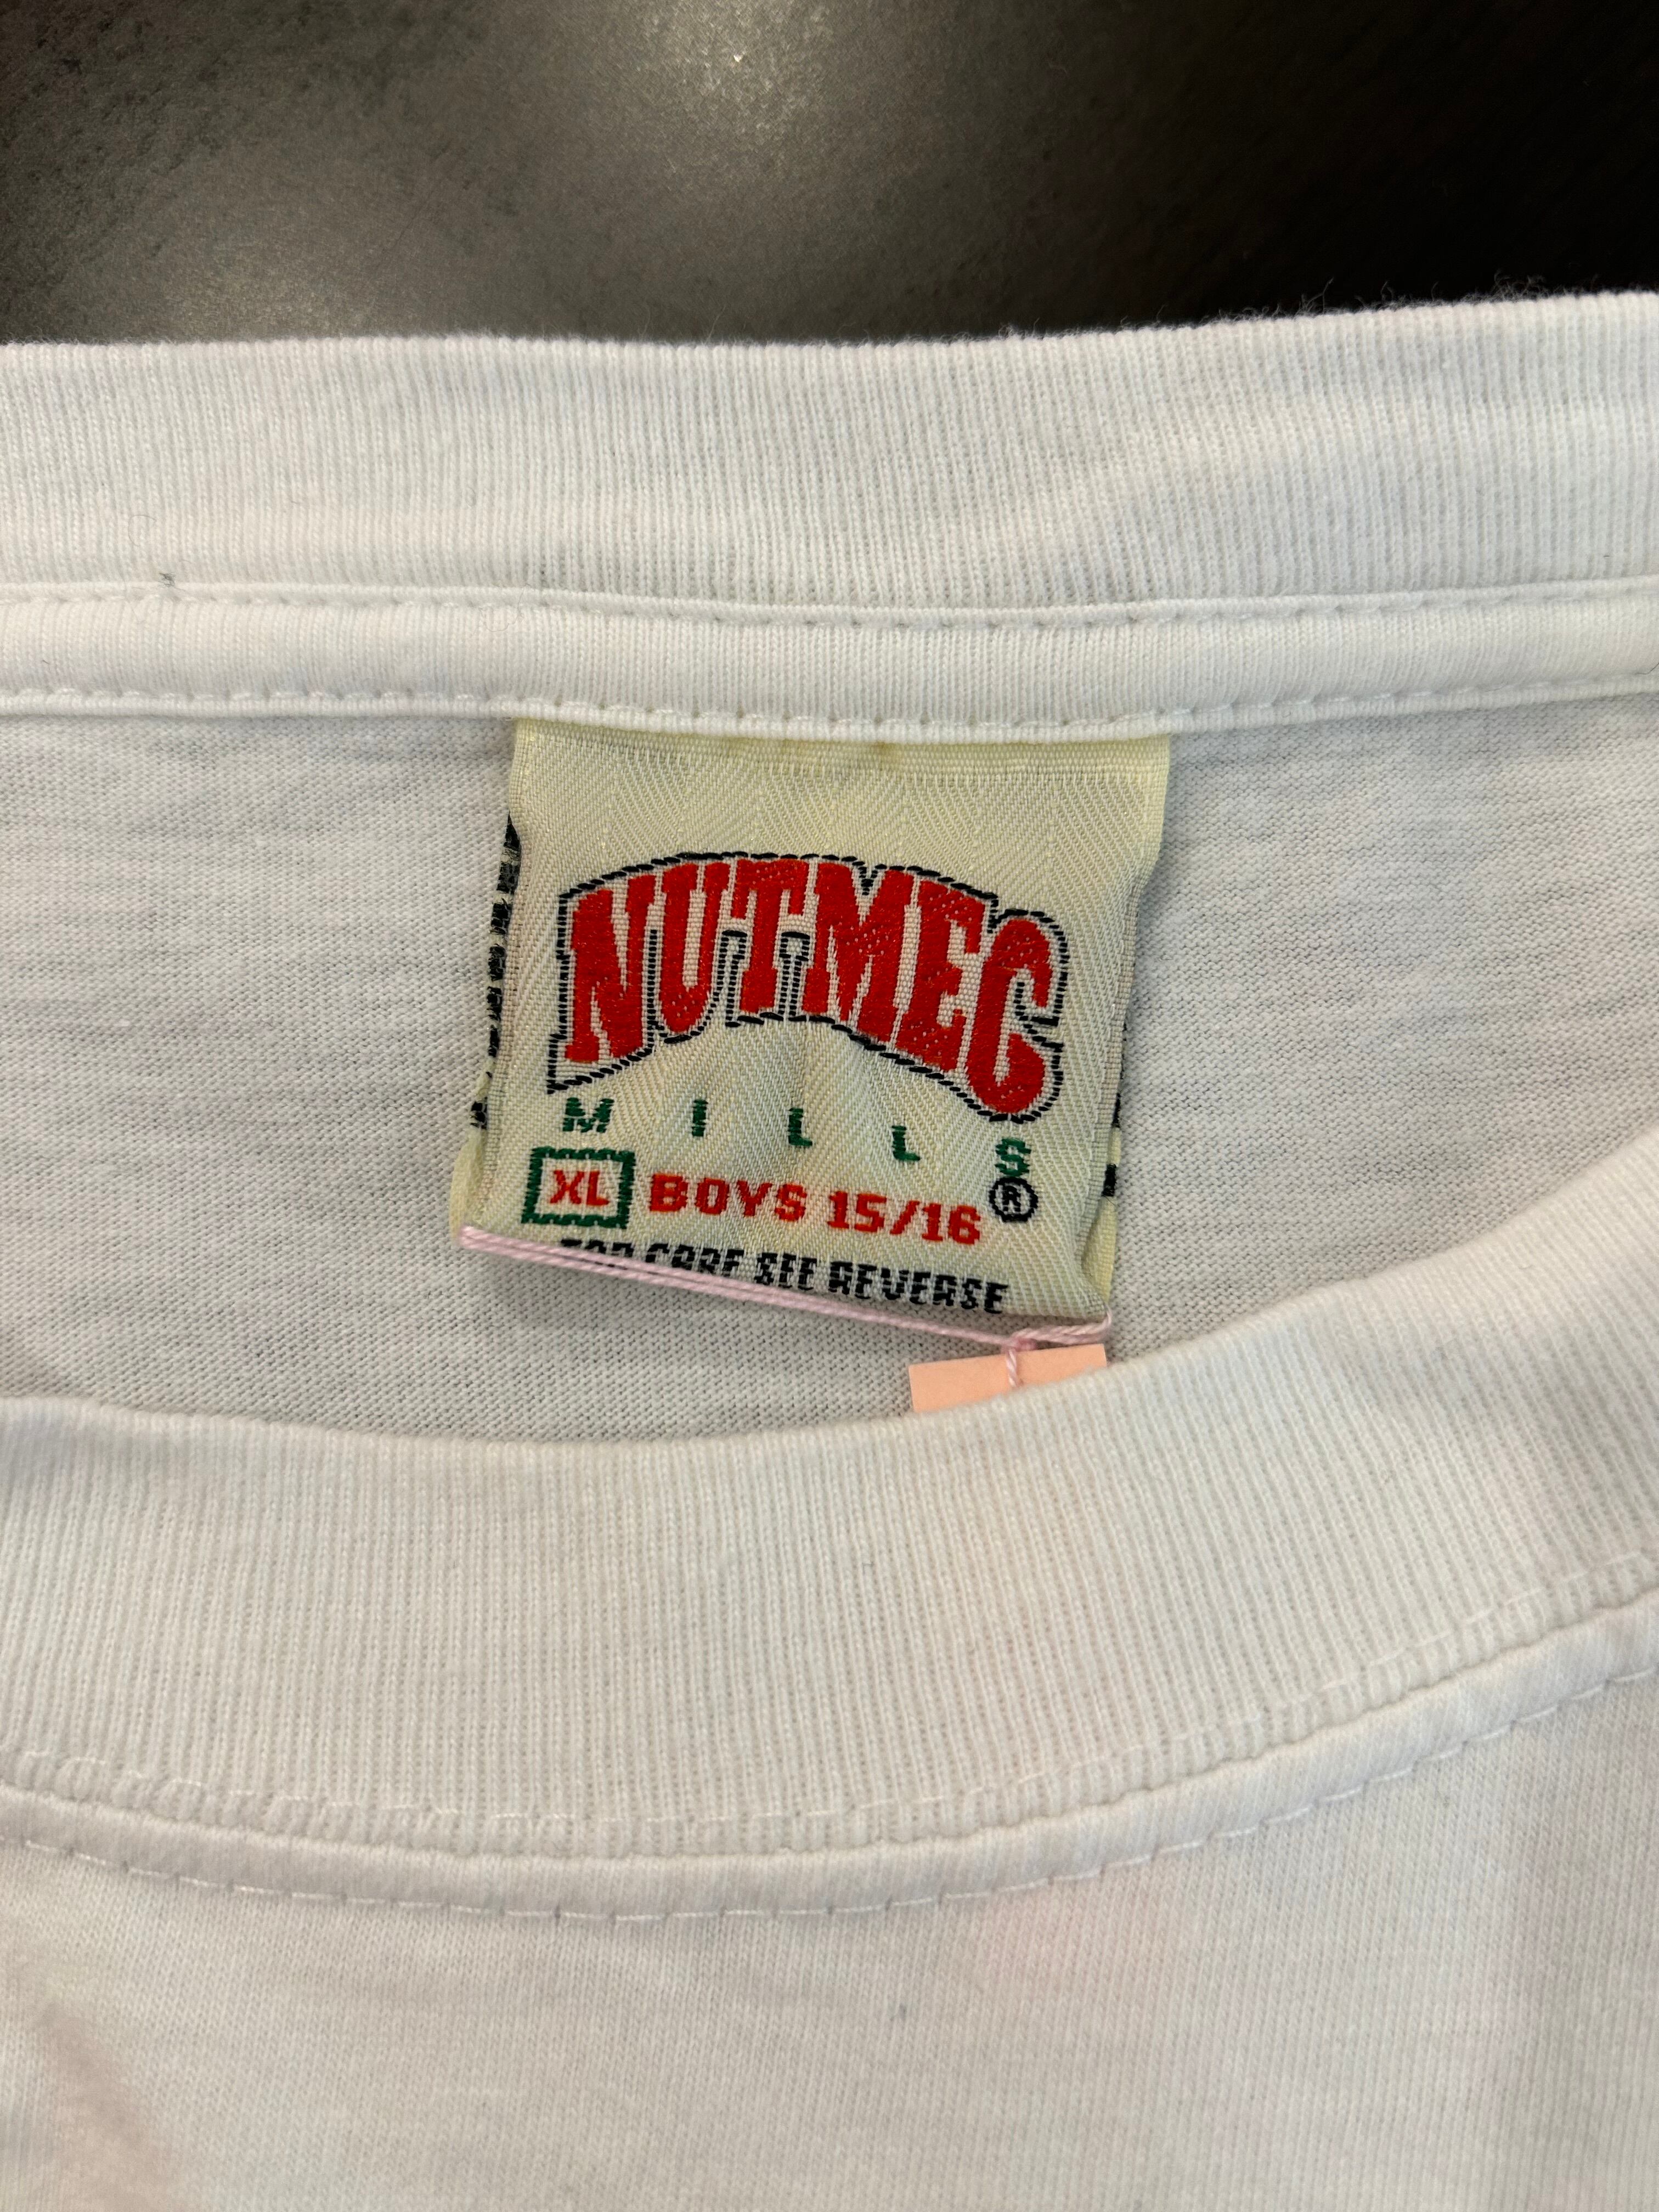 NUTMEG
MILLS
XL BOYS 15/16 ®
FOR CARE SEE REVERSE